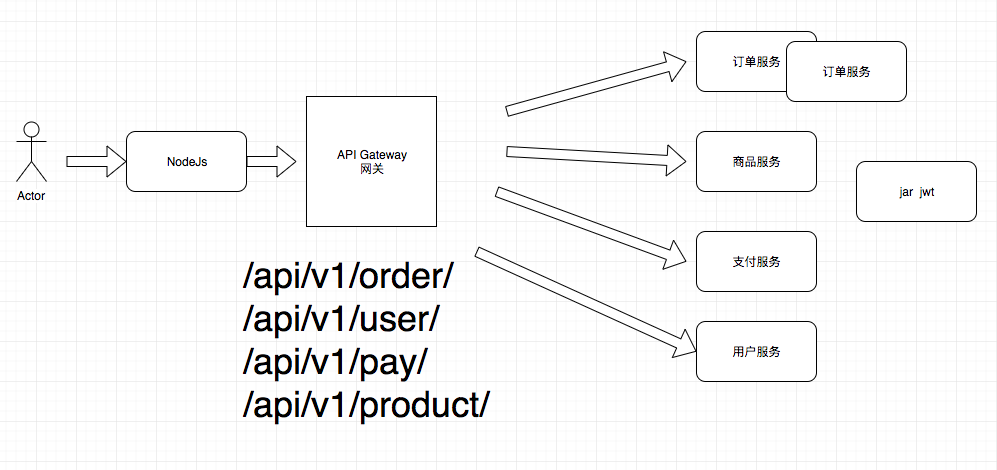 Actor
NodeJs
API Gateway
网关
/api/v1/order/
/api/v1/user/
/api/v1/pay/
/api/v1/product/
订单服务
订单服务
商品服务
支付服务
用户服务
jar jwt